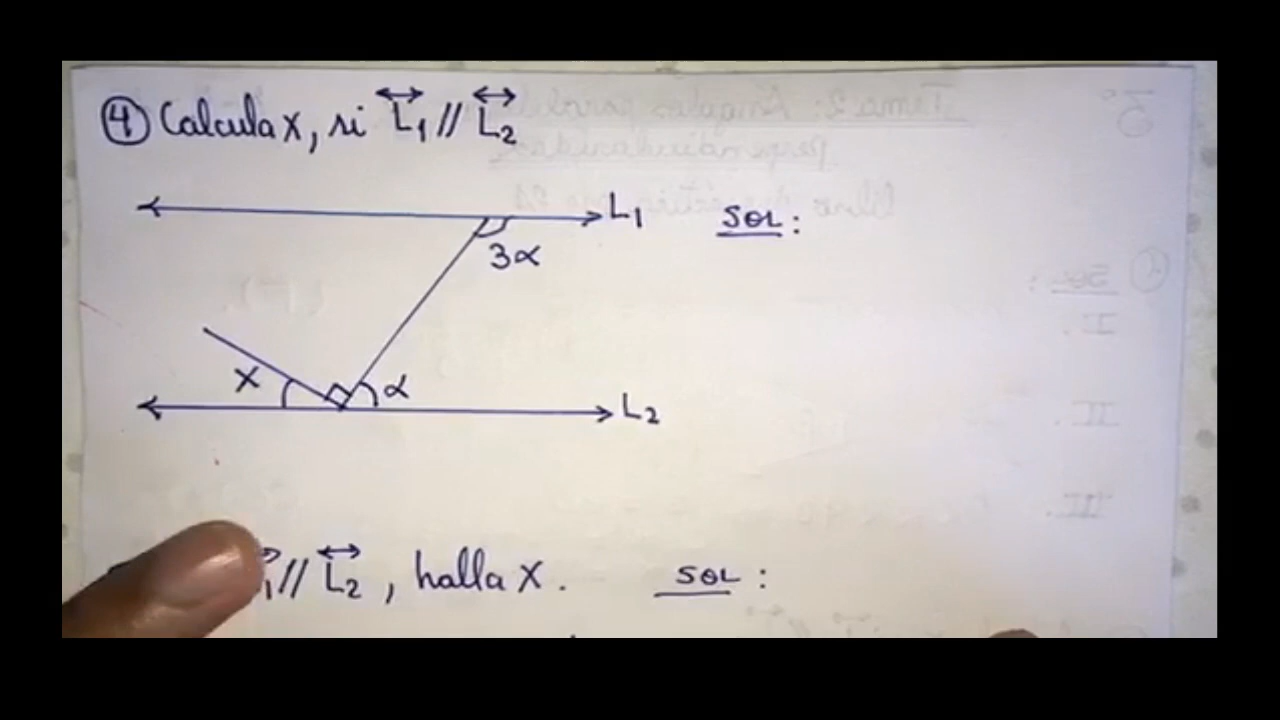 ④ Calcula x, si L₁ // L₂
L₁
SOL:
3α
x
α
L₂
// L₂, halla x. SOL: